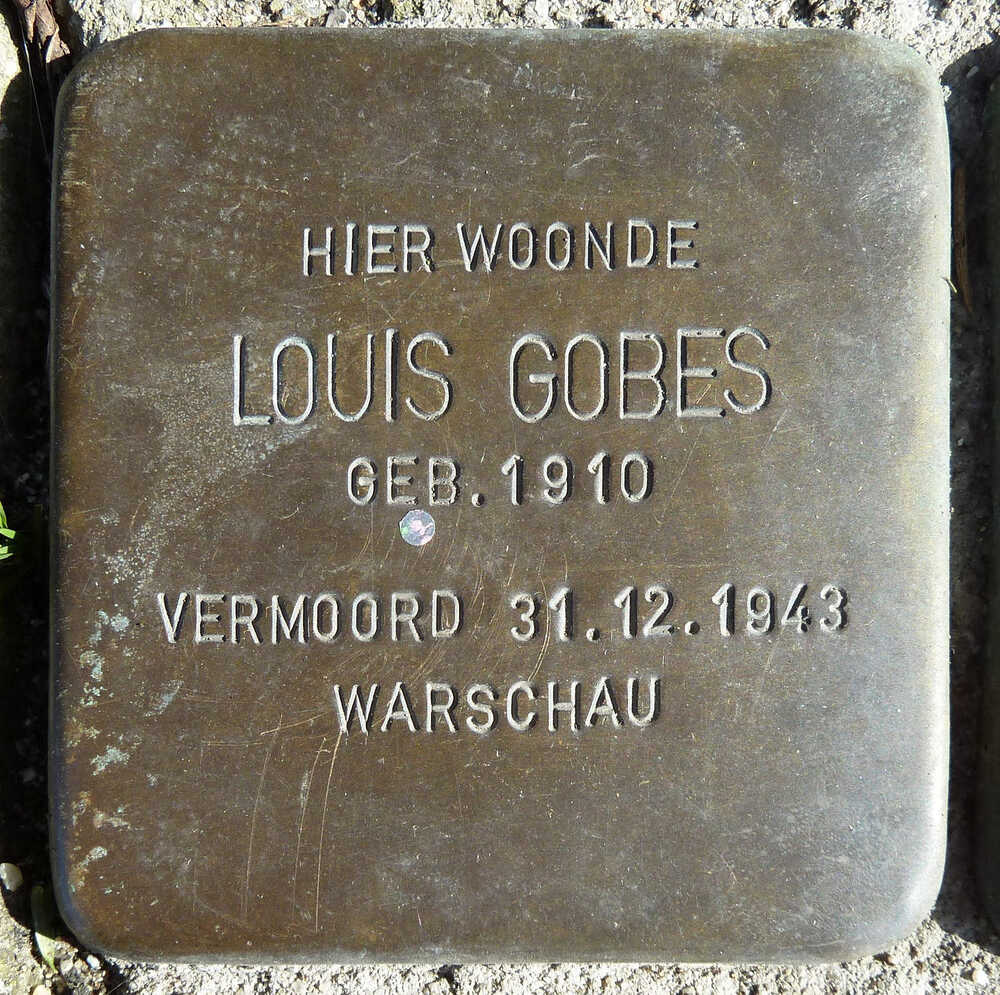 HIER WOONDE
LOUIS GOBES
GEB. 1910
VERMOORD 31.12.1943
WARSCHAU